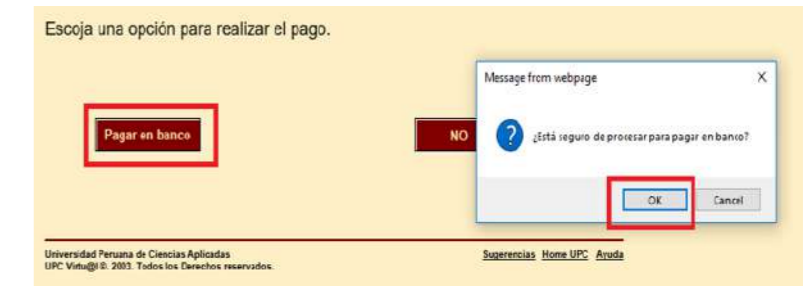 Escoja una opción para realizar el pago.
Message from webpage
X
Pagar en banco
NO
?
¿Está seguro de procesar para pagar en banco?
OK
Cancel
Universidad Peruana de Ciencias Aplicadas
UPC Virtu@l ©. 2003. Todos los Derechos reservados.
Sugerencias Home UPC Ayuda